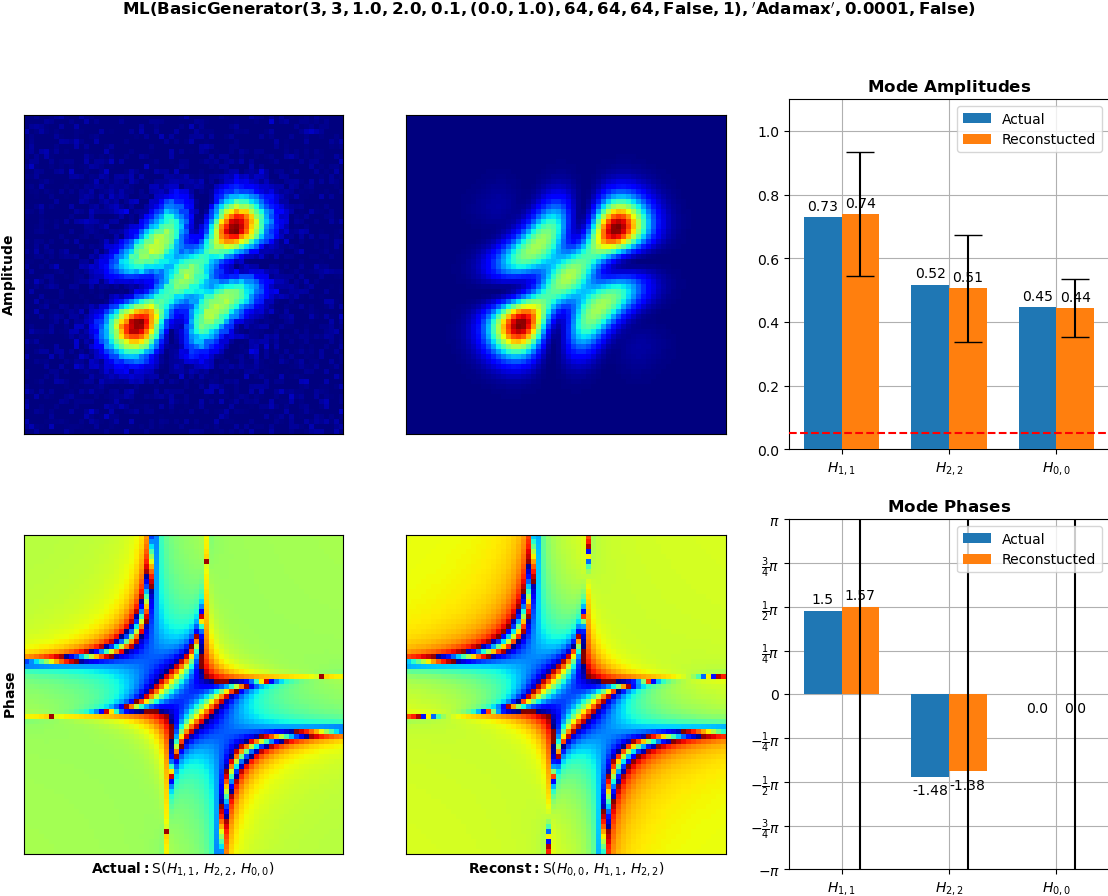 ML(BasicGenerator(3, 3, 1.0, 2.0, 0.1, (0.0, 1.0), 64, 64, 64, False, 1), 'Adamax', 0.0001, False)
Mode Amplitudes
Actual
Reconstucted
1.0
0.8
0.6
0.4
0.2
0.0
0.73
0.74
0.52
0.51
0.45
0.44
H1,1
H2,2
H0,0
Amplitude
Mode Phases
Actual
Reconstucted
π
3/4π
1/2π
1/4π
0
−1/4π
−1/2π
−3/4π
−π
1.5
1.57
-1.48
-1.38
0.0
0.0
H1,1
H2,2
H0,0
Phase
Actual: S(H1,1, H2,2, H0,0)
Reconst: S(H0,0, H1,1, H2,2)